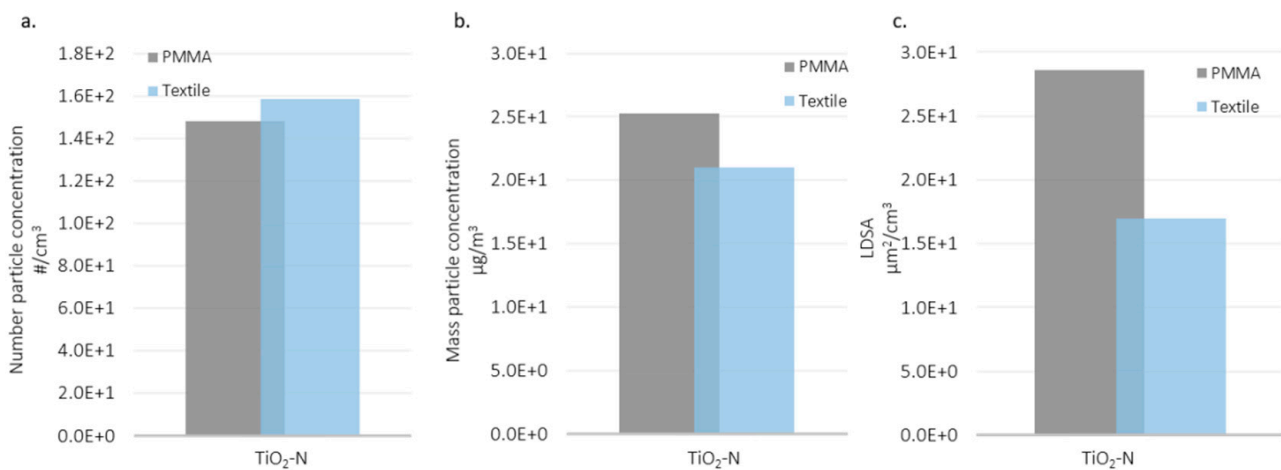 a.
Number particle concentration
#/cm³
1.8E+2
1.6E+2
1.4E+2
1.2E+2
1.0E+2
8.0E+1
6.0E+1
4.0E+1
2.0E+1
0.0E+0
PMMA
Textile
TiO₂-N
b.
Mass particle concentration
µg/m³
3.0E+1
2.5E+1
2.0E+1
1.5E+1
1.0E+1
5.0E+0
0.0E+0
PMMA
Textile
TiO₂-N
c.
LDSA
µm²/cm³
3.0E+1
2.5E+1
2.0E+1
1.5E+1
1.0E+1
5.0E+0
0.0E+0
PMMA
Textile
TiO₂-N